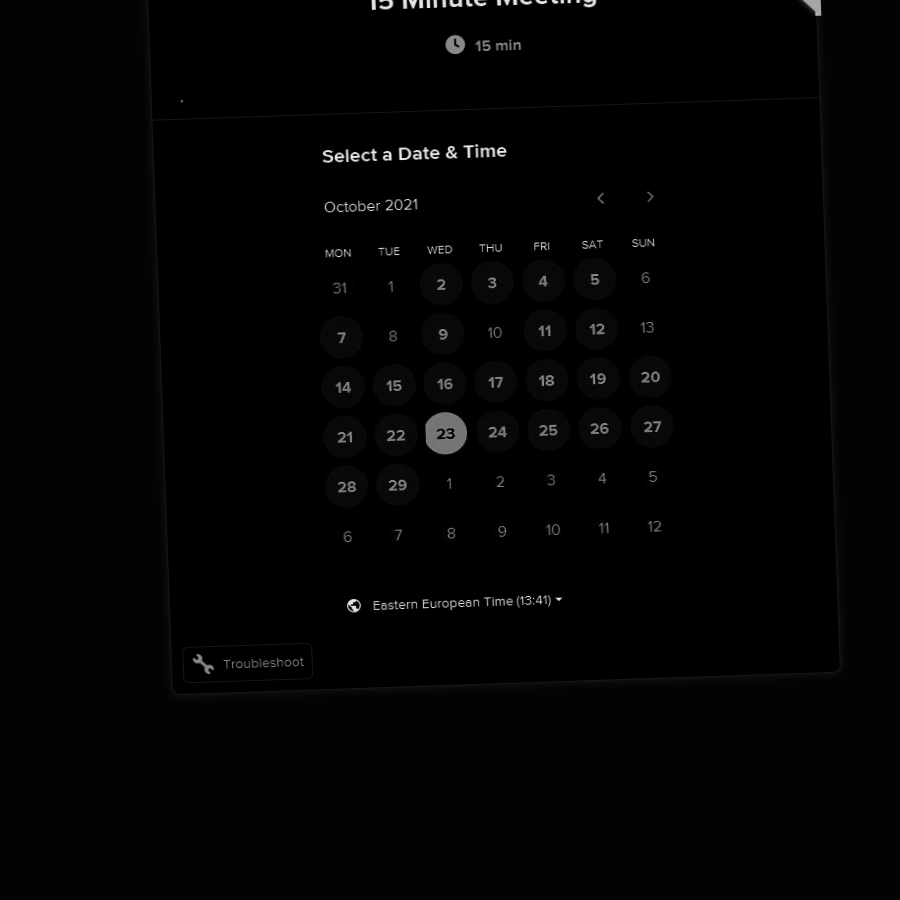 15 Minute Meeting
15 min
Select a Date & Time
October 2021
MON TUE WED THU FRI SAT SUN
31 1 2 3 4 5 6
7 8 9 10 11 12 13
14 15 16 17 18 19 20
21 22 23 24 25 26 27
28 29 1 2 3 4 5
6 7 8 9 10 11 12
Eastern European Time (13:41)
Troubleshoot